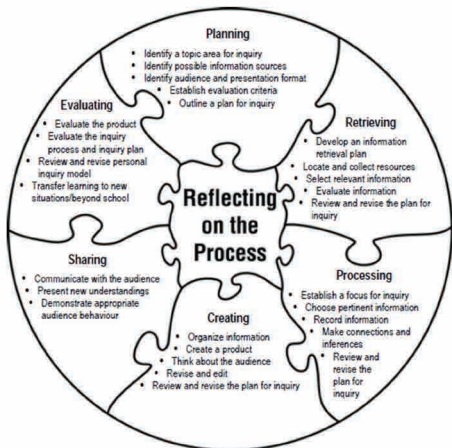 Planning
• Identify a topic area for inquiry
• Identify possible information sources
• Identify audience and presentation format
• Establish evaluation criteria
• Outline a plan for inquiry
Retrieving
• Develop an information
retrieval plan
• Locate and collect resources
• Select relevant information
• Evaluate information
• Review and revise the plan for
inquiry
Processing
• Establish a focus for inquiry
• Choose pertinent information
• Record information
• Make connections and
inferences
• Review and
revise the
plan for
inquiry
Creating
• Organize information
• Create a product
• Think about the audience
• Revise and edit
• Review and revise the plan for inquiry
Sharing
• Communicate with the audience
• Present new understandings
• Demonstrate appropriate
audience behaviour
Evaluating
• Evaluate the product
• Evaluate the inquiry
process and inquiry plan
• Review and revise personal
inquiry model
• Transfer learning to new
situations/beyond school
Reflecting
on the
Process